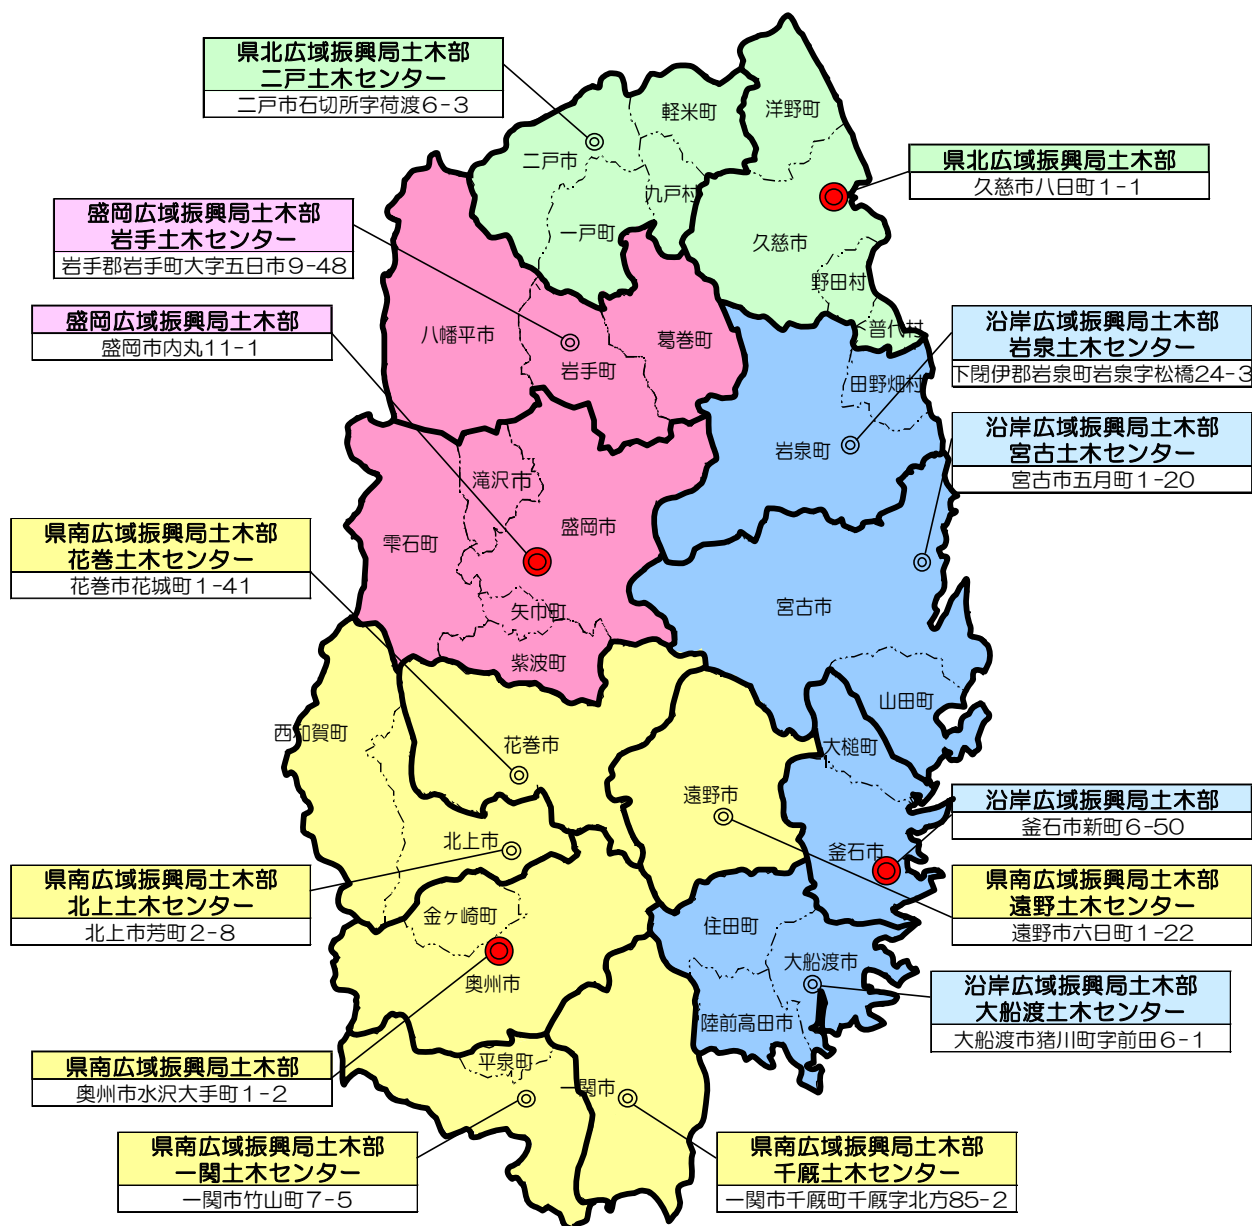 県北広域振興局土木部
二戸土木センター
二戸市石切所字荷渡6-3
県北広域振興局土木部
久慈市八日町1-1
盛岡広域振興局土木部
岩手土木センター
岩手郡岩手町大字五日市9-48
盛岡広域振興局土木部
盛岡市内丸11-1
沿岸広域振興局土木部
岩泉土木センター
下閉伊郡岩泉町岩泉字松橋24-3
沿岸広域振興局土木部
宮古土木センター
宮古市五月町1-20
県南広域振興局土木部
花巻土木センター
花巻市花城町1-41
沿岸広域振興局土木部
釜石市新町6-50
県南広域振興局土木部
北上土木センター
北上市芳町2-8
県南広域振興局土木部
遠野土木センター
遠野市六日町1-22
沿岸広域振興局土木部
大船渡土木センター
大船渡市猪川町字前田6-1
県南広域振興局土木部
奥州市水沢大手町1-2
県南広域振興局土木部
一関土木センター
一関市竹山町7-5
県南広域振興局土木部
千厩土木センター
一関市千厩町千厩字北方85-2
軽米町
洋野町
二戸市
九戸村
一戸町
久慈市
野田村
普代村
八幡平市
岩手町
葛巻町
田野畑村
岩泉町
滝沢市
盛岡市
雫石町
矢巾町
紫波町
宮古市
山田町
大槌町
西和賀町
花巻市
遠野市
北上市
釜石市
金ヶ崎町
奥州市
住田町
大船渡市
陸前高田市
平泉町
一関市